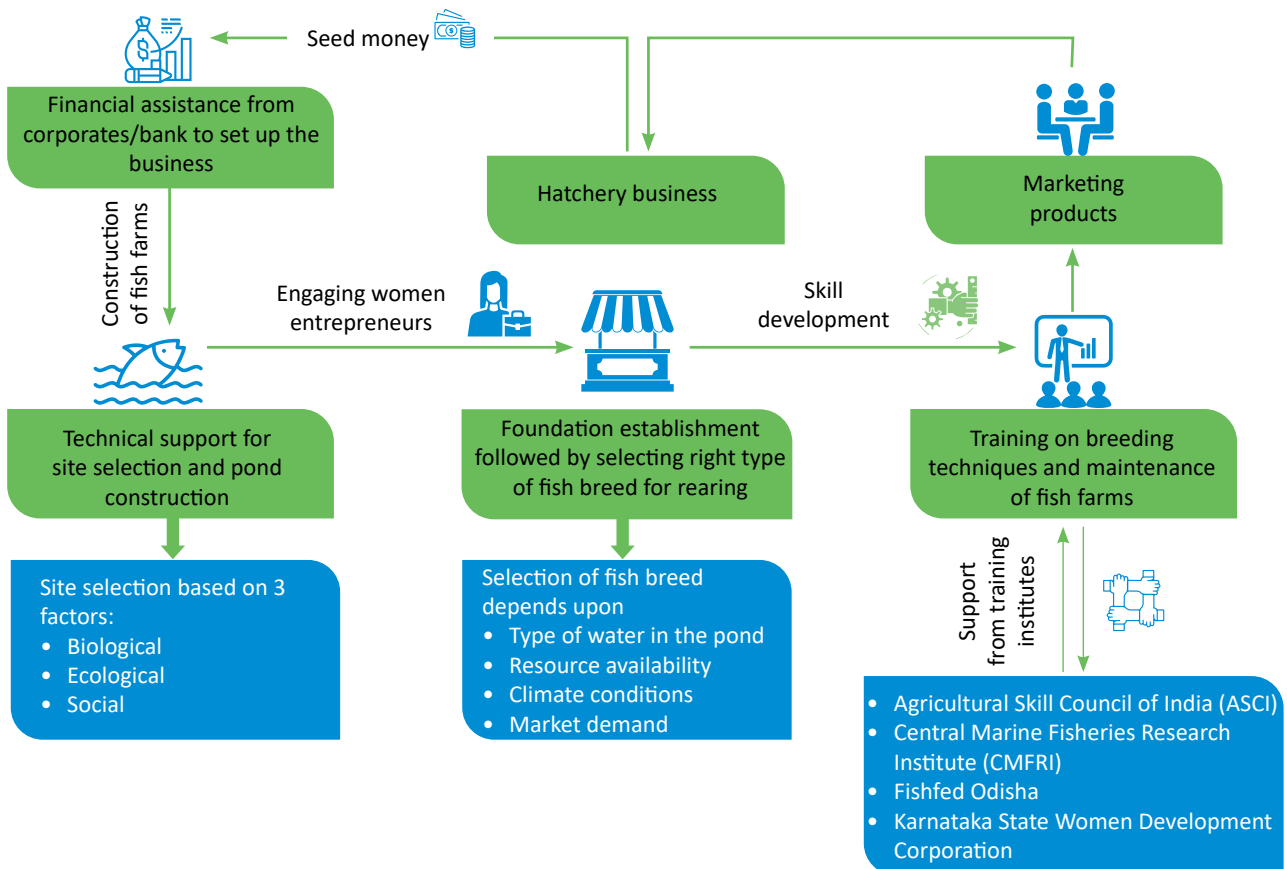 Seed money
Financial assistance from
corporates/bank to set up the
business
Hatchery business
Marketing
products
Construction
of fish farms
Engaging women
entrepreneurs
Skill
development
Technical support for
site selection and pond
construction
Foundation establishment
followed by selecting right type
of fish breed for rearing
Training on breeding
techniques and maintenance
of fish farms
Site selection based on 3
factors:
• Biological
• Ecological
• Social
Selection of fish breed
depends upon
• Type of water in the pond
• Resource availability
• Climate conditions
• Market demand
Support
from training
institutes
• Agricultural Skill Council of India (ASCI)
• Central Marine Fisheries Research
Institute (CMFRI)
• Fishfed Odisha
• Karnataka State Women Development
Corporation